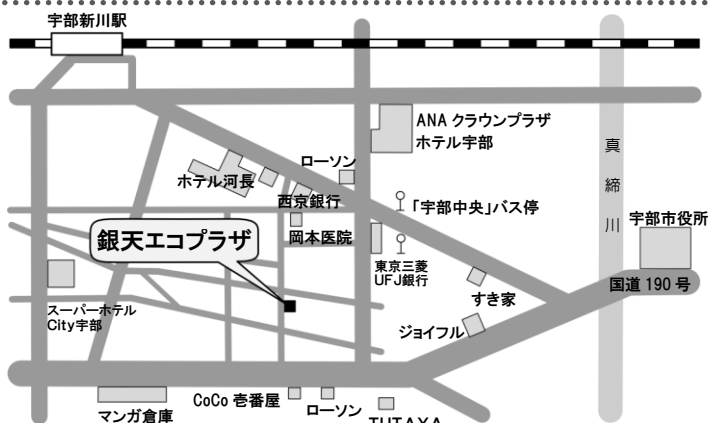 宇部新川駅
ANA クラウンプラザ
ホテル宇部
ローソン
ホテル河長
西京銀行
「宇部中央」バス停
岡本医院
真締川
宇部市役所
銀天エコプラザ
東京三菱
UFJ銀行
国道 190 号
すき家
スーパーホテル
City宇部
ジョイフル
CoCo 壱番屋
ローソン
マンガ倉庫
TUTAYA